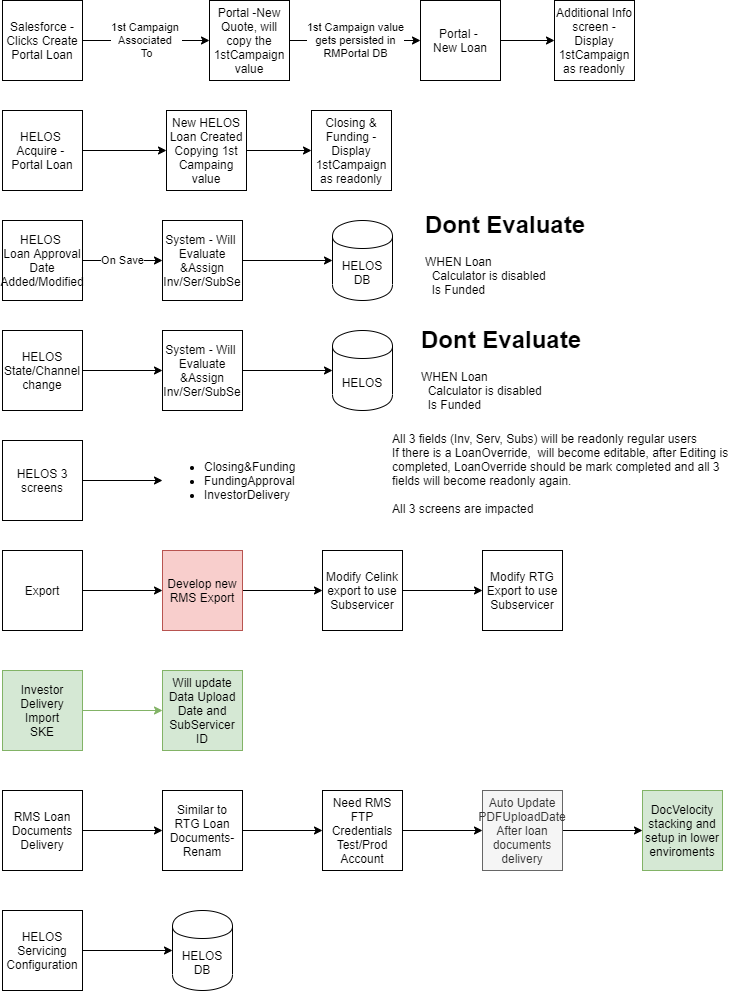 Salesforce -
Clicks Create
Portal Loan
1st Campaign
Associated
To
Portal -New
Quote, will
copy the
1stCampaign
value
1st Campaign value
gets persisted in
RMPortal DB
Portal -
New Loan
Additional Info
screen -
Display
1stCampaign
as readonly
HELOS
Acquire -
Portal Loan
New HELOS
Loan Created
Copying 1st
Campaing
value
Closing &
Funding -
Display
1stCampaign
as readonly
HELOS
Loan Approval
Date
Added/Modified
On Save
System - Will
Evaluate
&Assign
Inv/Ser/SubSe
HELOS
DB
Dont Evaluate
WHEN Loan
Calculator is disabled
Is Funded
HELOS
State/Channel
change
System - Will
Evaluate
&Assign
Inv/Ser/SubSe
HELOS
Dont Evaluate
WHEN Loan
Calculator is disabled
Is Funded
HELOS 3
screens
• Closing&Funding
• FundingApproval
• InvestorDelivery
All 3 fields (Inv, Serv, Subs) will be readonly regular users
If there is a LoanOverride, will become editable, after Editing is
completed, LoanOverride should be mark completed and all 3
fields will become readonly again.
All 3 screens are impacted
Export
Develop new
RMS Export
Modify Celink
export to use
Subservicer
Modify RTG
Export to use
Subservicer
Investor
Delivery
Import
SKE
Will update
Data Upload
Date and
SubServicer
ID
RMS Loan
Documents
Delivery
Similar to
RTG Loan
Documents-
Renam
Need RMS
FTP
Credentials
Test/Prod
Account
Auto Update
PDFUploadDate
After loan
documents
delivery
DocVelocity
stacking and
setup in lower
enviroments
HELOS
Servicing
Configuration
HELOS
DB